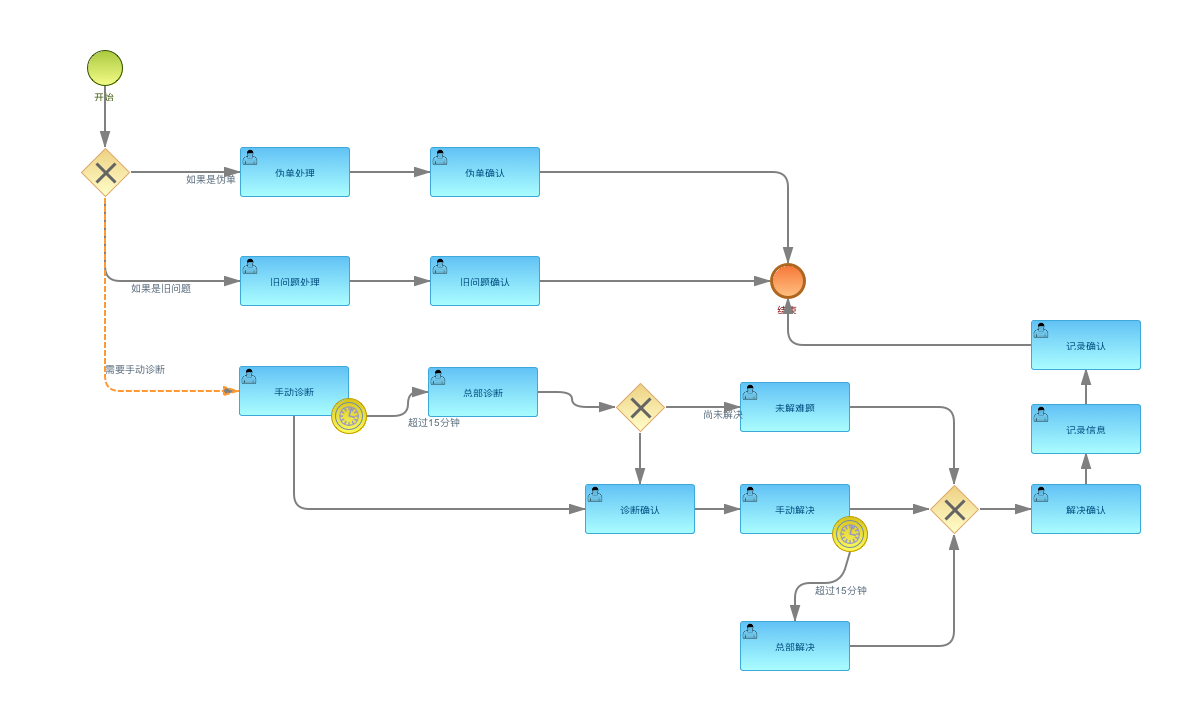 开始
如果是伪单
伪单处理
伪单确认
如果是旧问题
旧问题处理
旧问题确认
结束
记录确认
需要手动诊断
手动诊断
超过15分钟
总部诊断
尚未解决
未解难题
记录信息
诊断确认
手动解决
解决确认
超过15分钟
总部解决